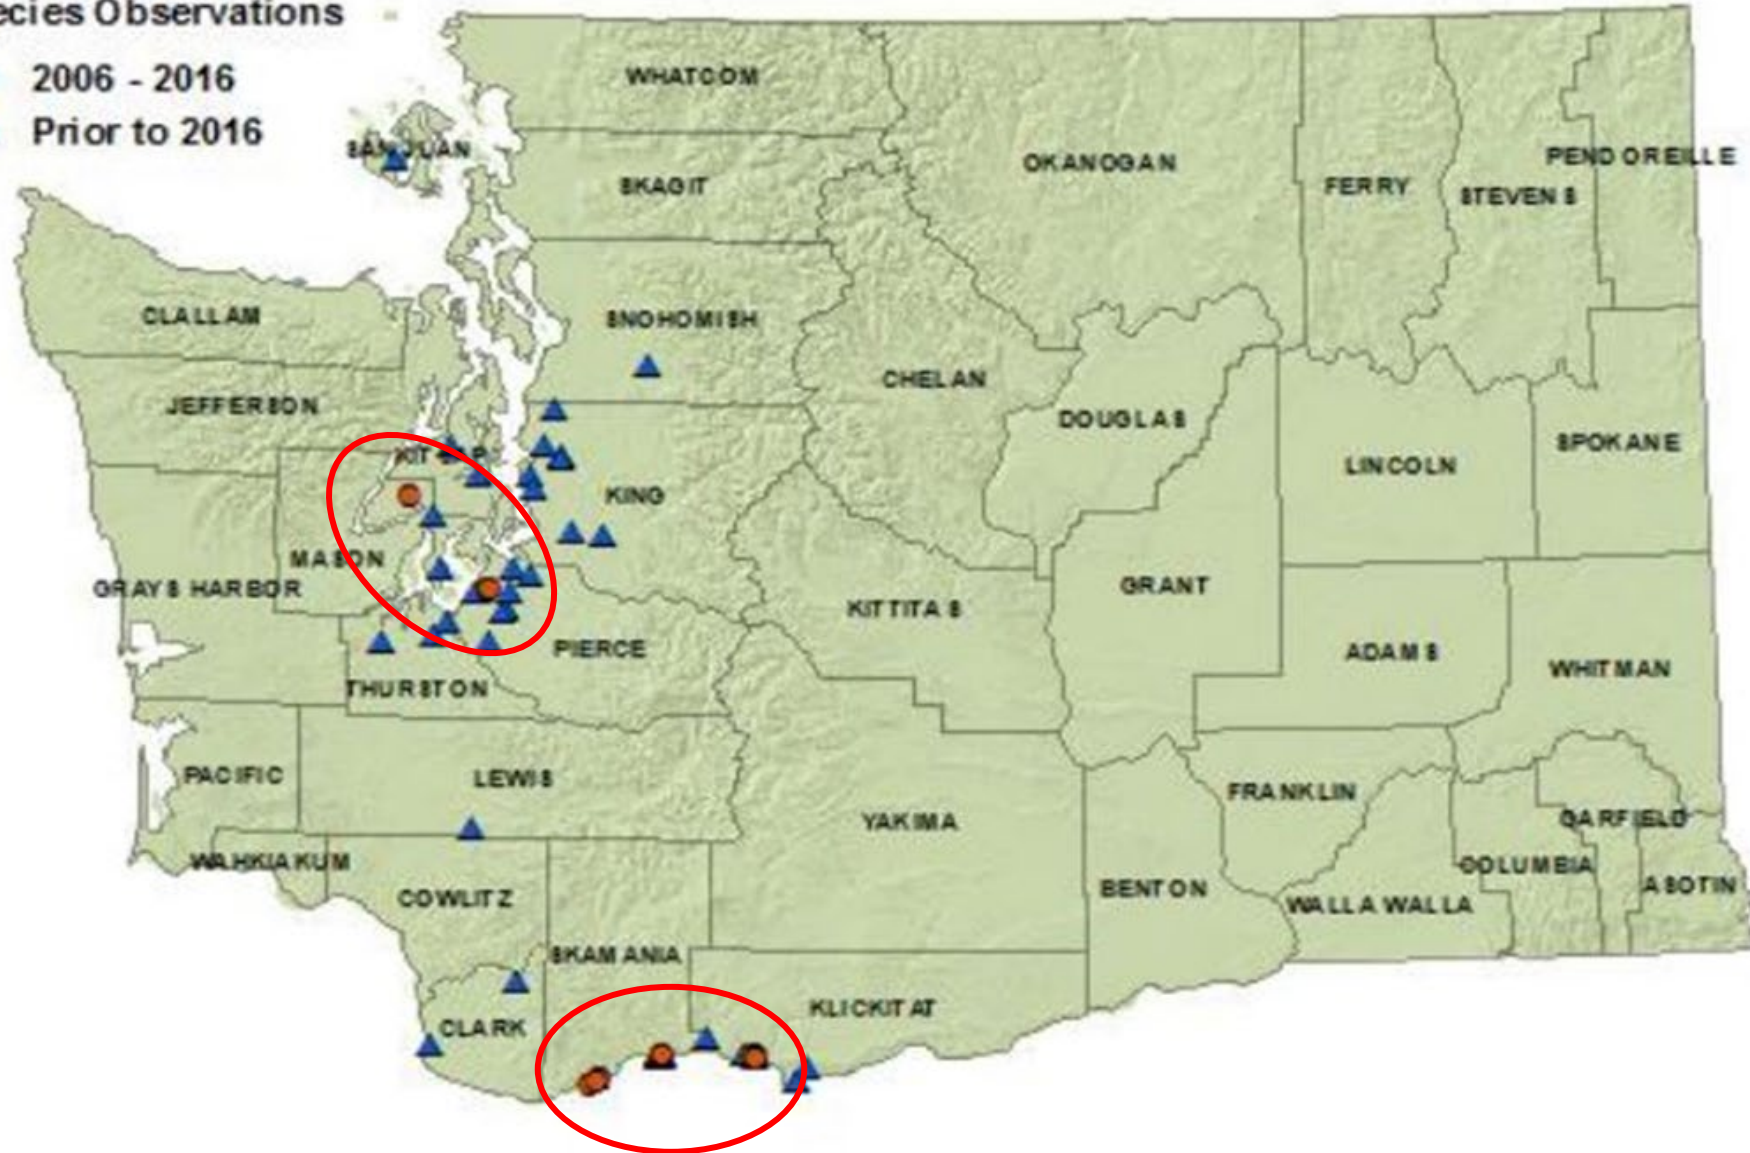 ecies Observations
2006 - 2016
Prior to 2016
WHATCOM
SAN JUAN
SKAGIT
OKANOGAN
FERRY
STEVENS
PEND OREILLE
CLALLAM
SNOHOMISH
JEFFERSON
CHELAN
DOUGLAS
KITSAP
KING
LINCOLN
SPOKANE
MASON
GRAYS HARBOR
KITTITAS
GRANT
PIERCE
ADAMS
WHITMAN
THURSTON
PACIFIC
LEWIS
YAKIMA
FRANKLIN
GARFIELD
WAHKIAKUM
COWLITZ
BENTON
WALLA WALLA
COLUMBIA
ASOTIN
SKAMANIA
CLARK
KLICKITAT